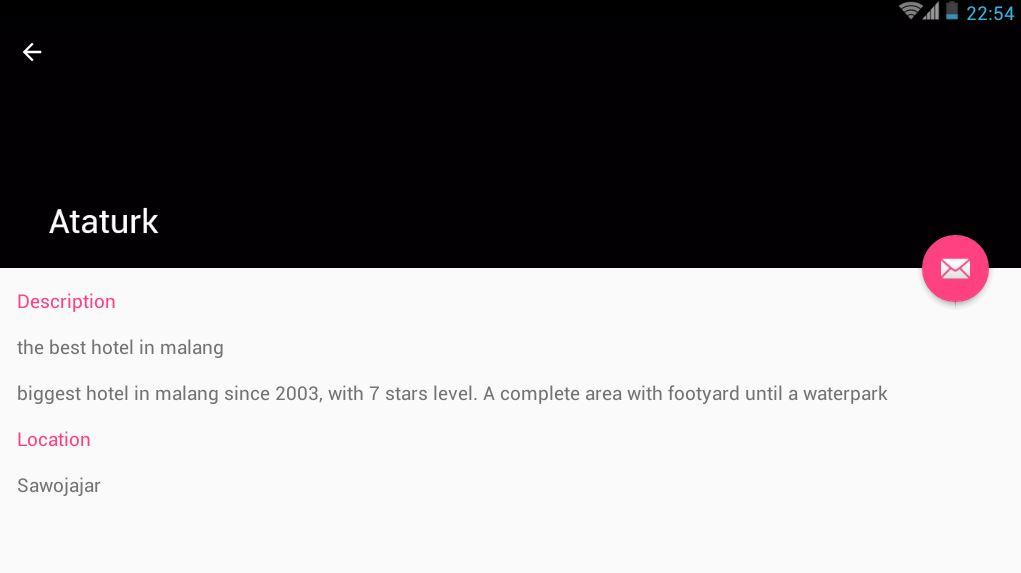 22:54
Ataturk
Description
the best hotel in malang
biggest hotel in malang since 2003, with 7 stars level. A complete area with footyard until a waterpark
Location
Sawojajar